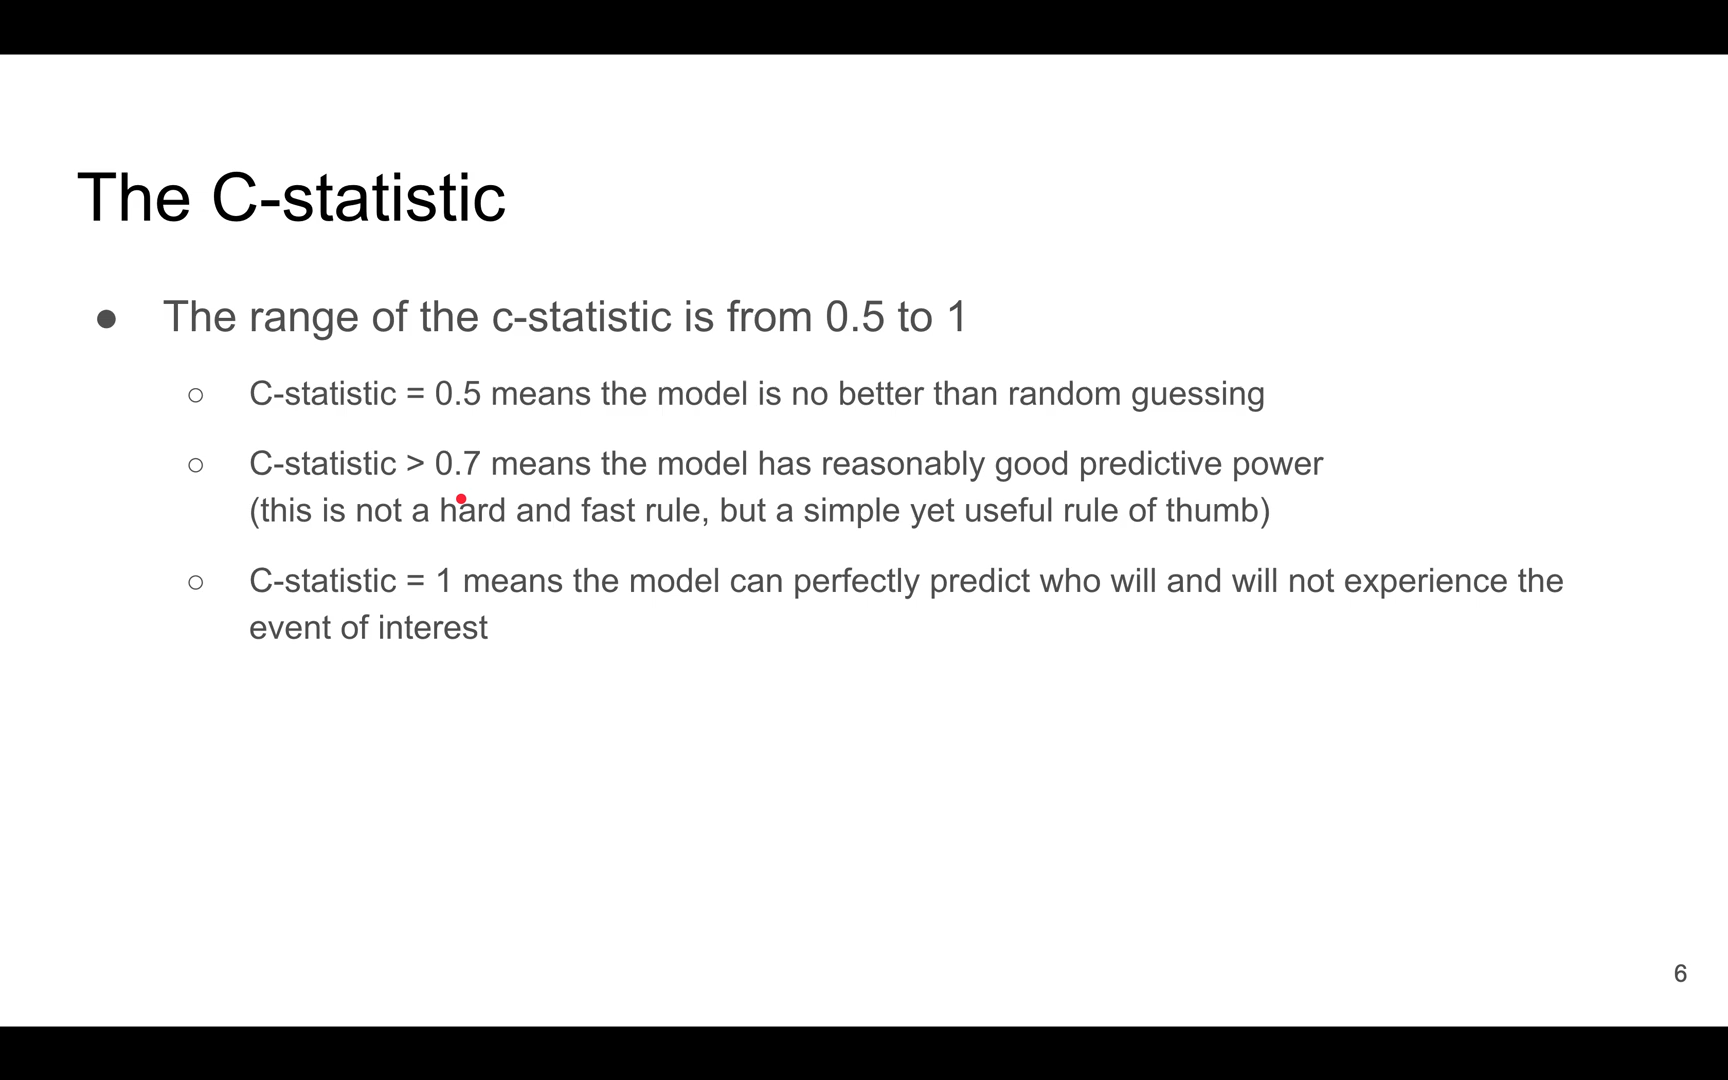 The C-statistic
● The range of the c-statistic is from 0.5 to 1
○ C-statistic = 0.5 means the model is no better than random guessing
○ C-statistic > 0.7 means the model has reasonably good predictive power
(this is not a hard and fast rule, but a simple yet useful rule of thumb)
○ C-statistic = 1 means the model can perfectly predict who will and will not experience the
event of interest
6